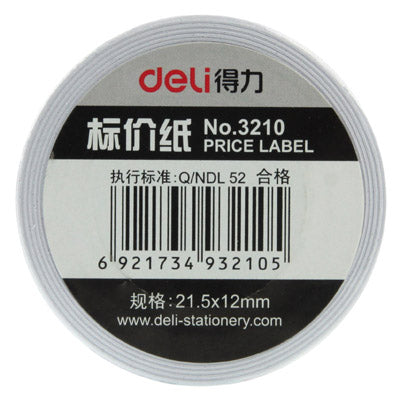 deli得力
标价纸 No.3210
PRICE LABEL
执行标准:Q/NDL 52 合格
6 921734 932105
规格:21.5x12mm
www.deli-stationery.com